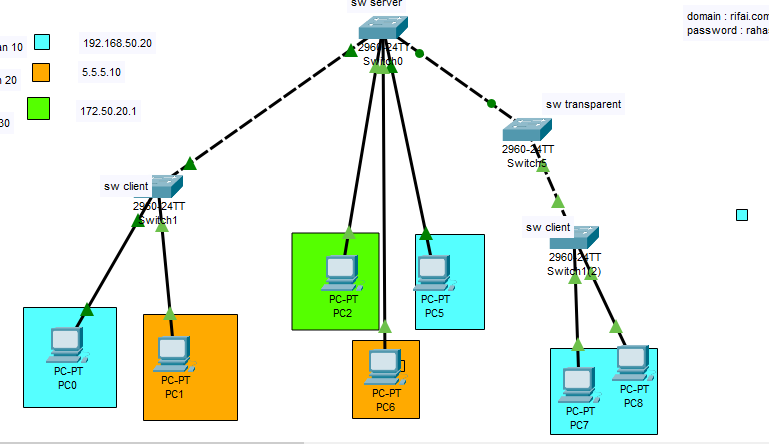 sw server
domain : rifai.com
password : raha
an 10
192.168.50.20
2960-24TT
Switch0
n 20
5.5.5.10
30
172.50.20.1
sw transparent
2960-24TT
Switch5
sw client
2960-24TT
Switch1
sw client
2960-24TT
Switch1(2)
PC-PT
PC2
PC-PT
PC5
PC-PT
PC0
PC-PT
PC1
PC-PT
PC6
PC-PT
PC7
PC-PT
PC8